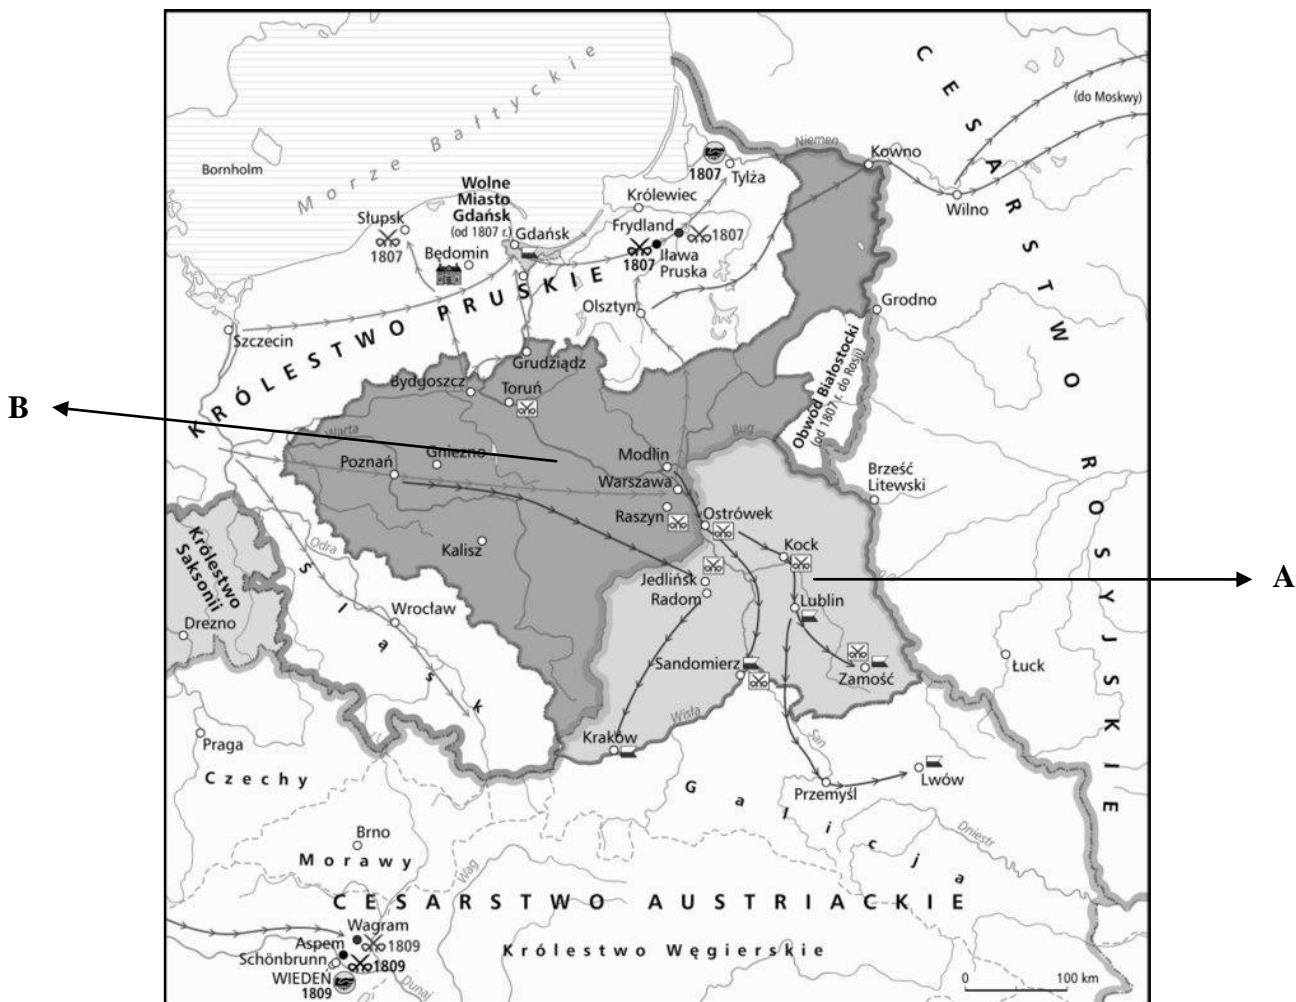 CESARSTWO ROSYJSKIE
(do Moskwy)
Morze Bałtyckie
Bornholm
Niemen
Kowno
1807
Tylża
Wilno
Wolne
Miasto
Gdańsk
(od 1807 r.)
Królewiec
Słupsk
1807
Gdańsk
Frydland
1807
Będomin
1807
Iława
Pruska
KRÓLESTWO PRUSKIE
Olsztyn
Grodno
Szczecin
Obwód Białostocki
(od 1807 r. do Rosji)
Grudziądz
Bydgoszcz
Toruń
B
Warta
Bug
Gniezno
Modlin
Poznań
Warszawa
Brześć
Litewski
Raszyn
Ostrówek
Królestwo
Saksonii
Odra
Kalisz
Kock
A
Jedlińsk
Radom
Śląsk
Wrocław
Lublin
Drezno
Sandomierz
Zamość
Łuck
Wisła
San
Praga
Kraków
Czechy
Przemyśl
Lwów
Galicja
Dniestr
Brno
Morawy
Wag
CESARSTWO AUSTRIACKIE
Wagram
1809
Aspern
Schönbrunn
1809
Królestwo Węgierskie
WIEDEŃ
1809
Dunaj
0 100 km